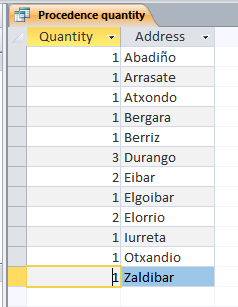 Procedence quantity
Quantity Address
1 Abadiño
1 Arrasate
1 Atxondo
1 Bergara
1 Berriz
3 Durango
2 Eibar
1 Elgoibar
2 Elorrio
1 Iurreta
1 Otxandio
1 Zaldibar